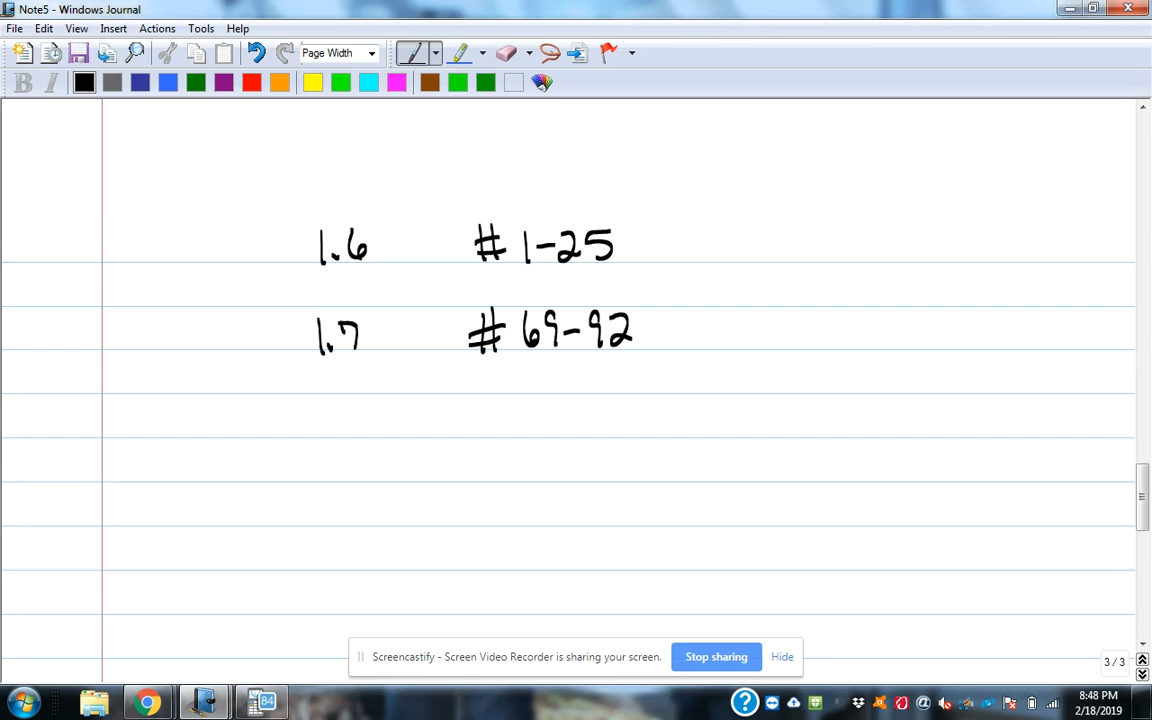 Note5 - Windows Journal
File Edit View Insert Actions Tools Help
Page Width
B I
1.6 # 1-25
1.7 # 69-92
Screencastify - Screen Video Recorder is sharing your screen. Stop sharing Hide
3 / 3
84
8:48 PM
2/18/2019